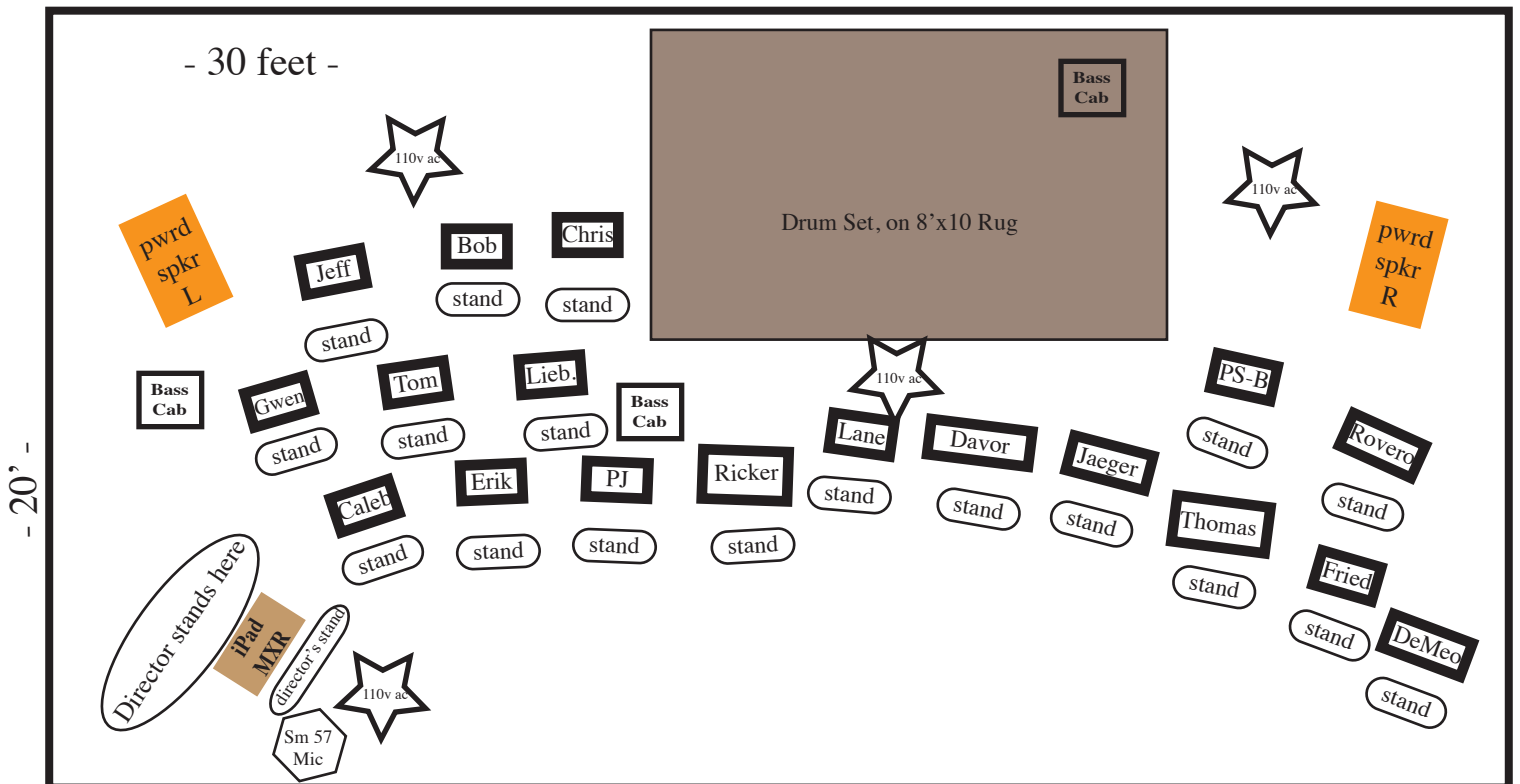 - 30 feet -
Bass
Cab
110v ac
110v ac
Drum Set, on 8'x10 Rug
pwrd
spkr
L
pwrd
spkr
R
Jeff
Bob
Chris
stand
stand
stand
Bass
Cab
Gwen
Tom
Lieb.
Bass
Cab
110v ac
PS-B
stand
stand
stand
Lane
Davor
Jaeger
stand
Rovero
- 20' -
Caleb
Erik
PJ
Ricker
stand
stand
stand
stand
Thomas
stand
stand
stand
stand
stand
Fried
stand
DeMeo
stand
stand
Director stands here
iPad
MXR
director's stand
110v ac
Sm 57
Mic